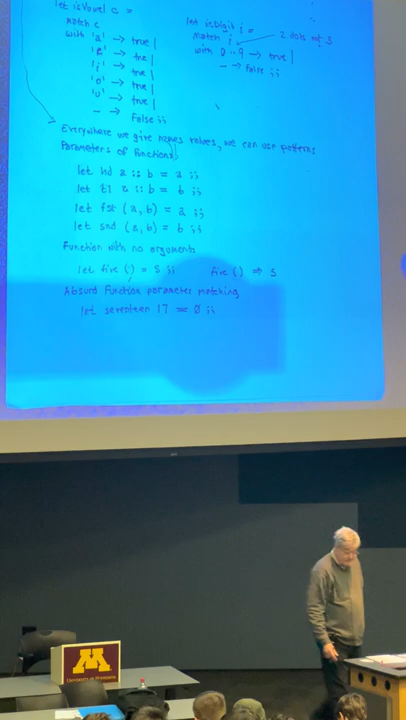 let isVowel c =
match c
with 'a' → true |
'e' → true |
'i' → true |
'o' → true |
'u' → true |
_ → false ;;
let isDigit i =
match i
2 dots not 3
with 0 .. 9 → true |
_ → false ;;
Everywhere we give names values, we can use patterns
Parameters of functions.
let hd a :: b = a ;;
let tl a :: b = b ;;
let fst (a, b) = a ;;
let snd (a, b) = b ;;
Function with no arguments
let five () = 5 ;; five () ⇒ 5
Absurd Function parameter matching
let seventeen 17 = 0 ;;
M
UNIVERSITY OF MINNESOTA